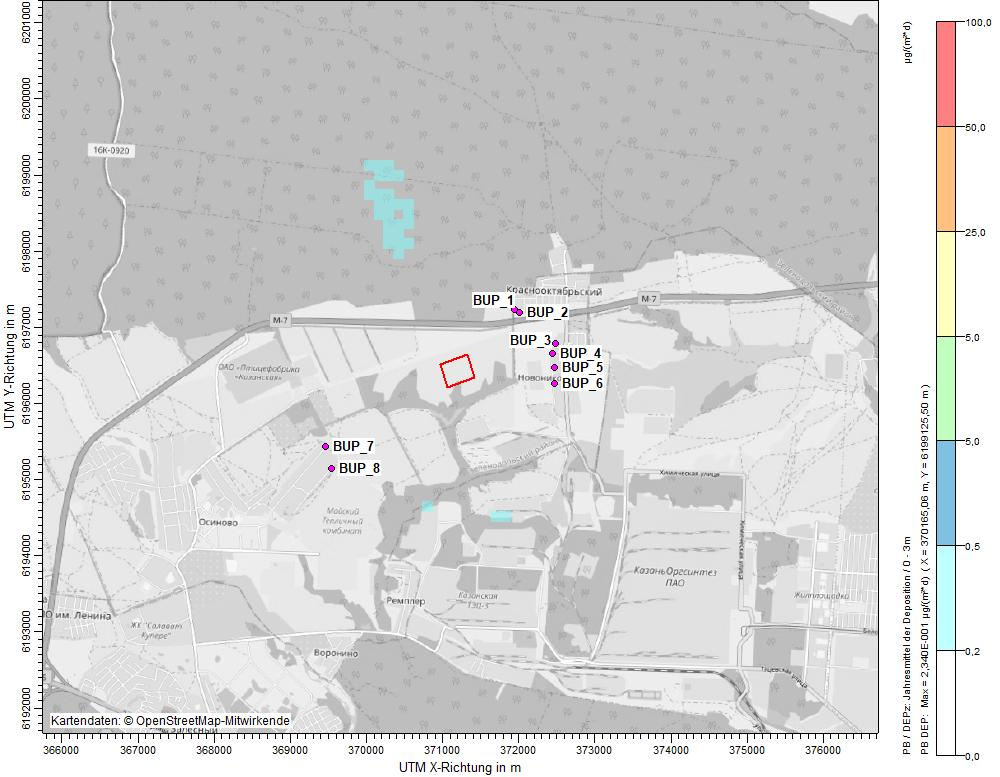 µg/(m²*d)
100,0
50,0
25,0
5,0
5,0
0,5
0,2
0,0
PB / DEPz: Jahresmittel der Deposition / 0 - 3m
PB DEP: Max = 2,340E-001 µg/(m²*d) ( X = 370165,06 m, Y = 6199125,50 m )
UTM Y-Richtung in m
6201000
6200000
6199000
6198000
6197000
6196000
6195000
6194000
6193000
6192000
16К-0920
Краснооктябрьский
BUP_1
BUP_2
М-7
М-7
BUP_3
BUP_4
BUP_5
BUP_6
ОАО «Птицефабрика
«Казанская»
BUP_7
BUP_8
Химическая улица
Химическая улица
Осиново
Майский
Тепличный
комбинат
КазаньОргсинтез
ПАО
Казанская
ТЭЦ-3
Ремплер
Жилплощадка
ЖК "Салават
Купере"
Воронино
Kartendaten: © OpenStreetMap-Mitwirkende
366000
367000
368000
369000
370000
371000
372000
373000
374000
375000
376000
UTM X-Richtung in m